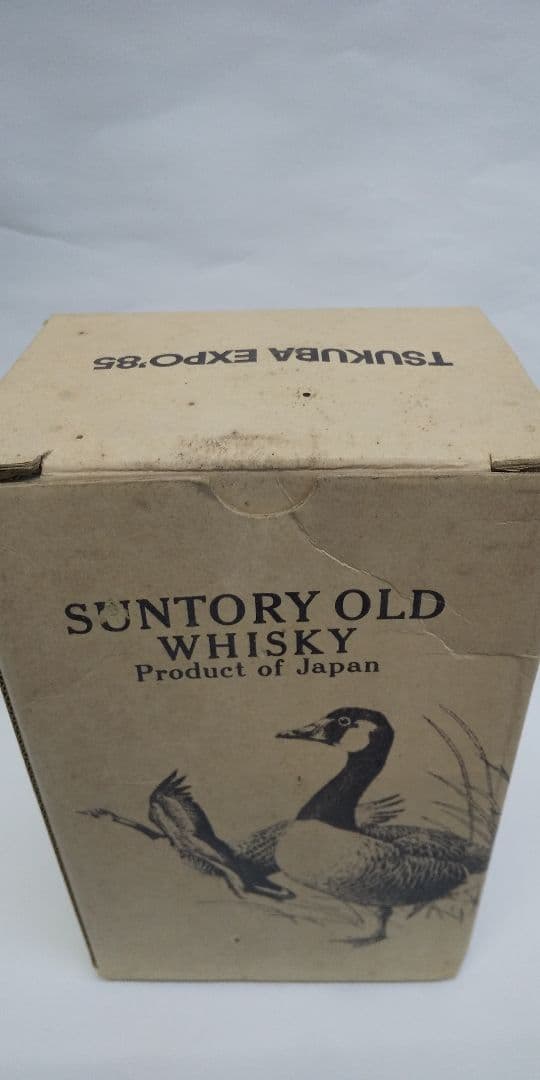 TSUKUBA EXPO'85
SUNTORY OLD
WHISKY
Product of Japan